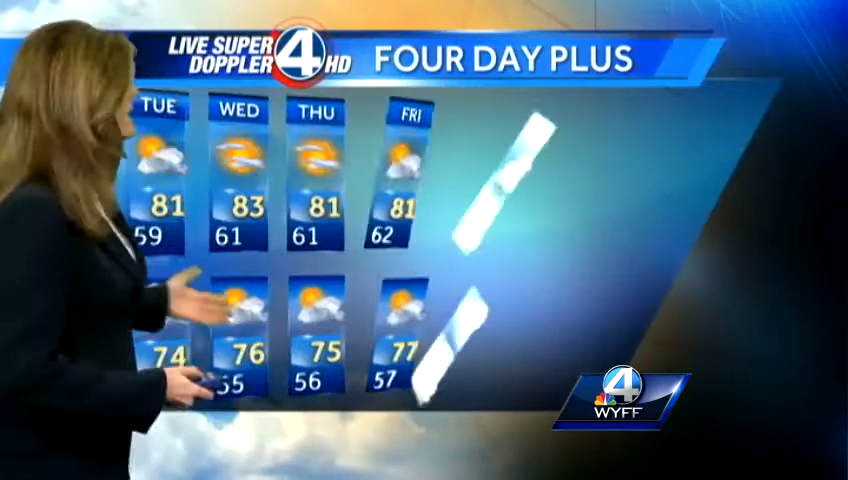 LIVE SUPER
DOPPLER 4 HD
FOUR DAY PLUS
TUE WED THU FRI
81 83 81 81
59 61 61 62
74 76 75 77
55 56 57
4
WYFF